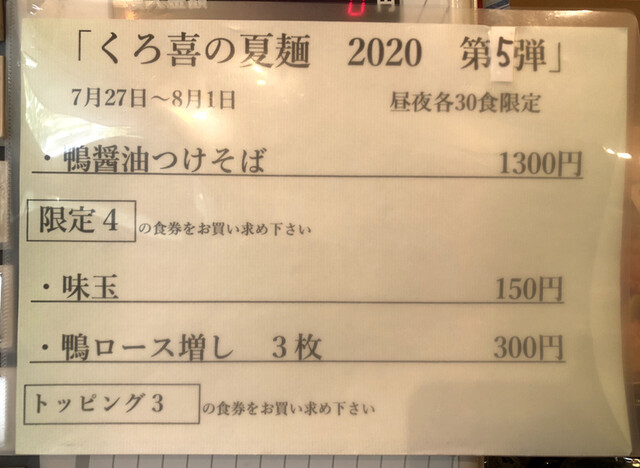 「くろ喜の夏麺　2020　第5弾」
7月27日～8月1日　昼夜各30食限定
・鴨醤油つけそば　1300円
限定４の食券をお買い求め下さい
・味玉　150円
・鴨ロース増し　３枚　300円
トッピング３の食券をお買い求め下さい